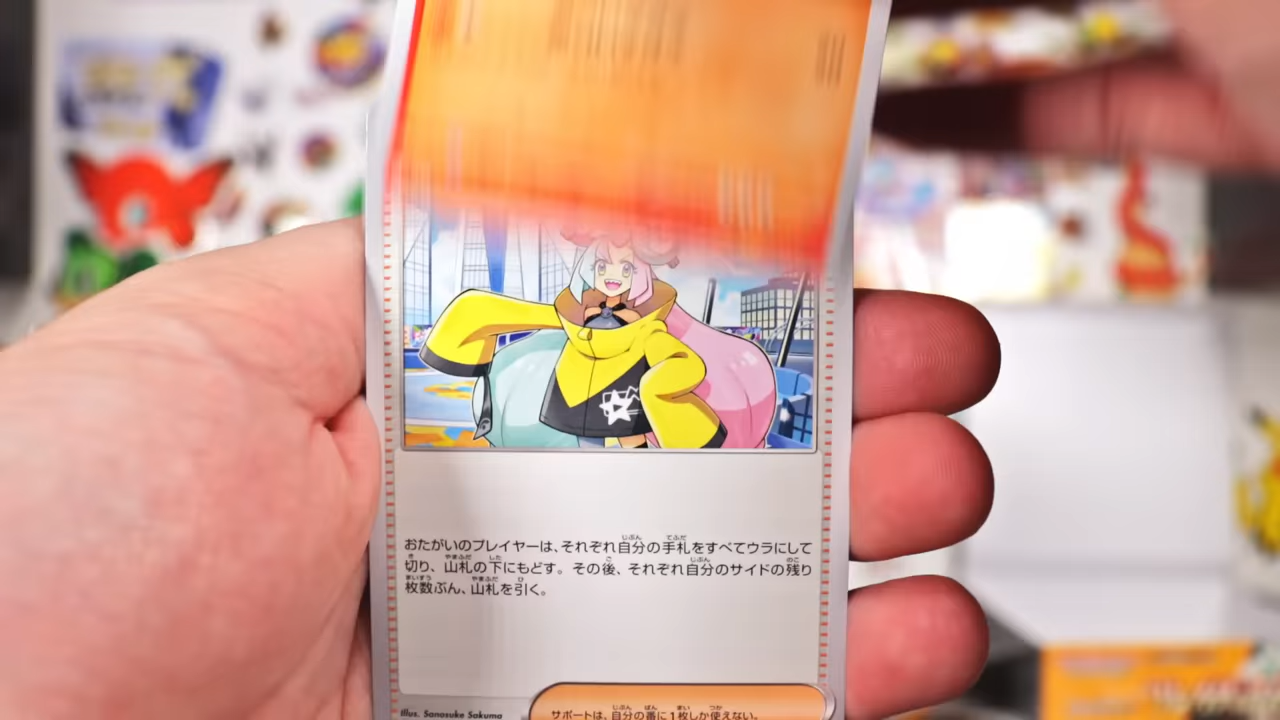 おたがいのプレイヤーは、それぞれ自分の手札をすべてウラにして
切り、山札の下にもどす。その後、それぞれ自分のサイドの残り
枚数ぶん、山札を引く。
Illus. Sanosuke Sakuma
サポートは、自分の番に1枚しか使えない。